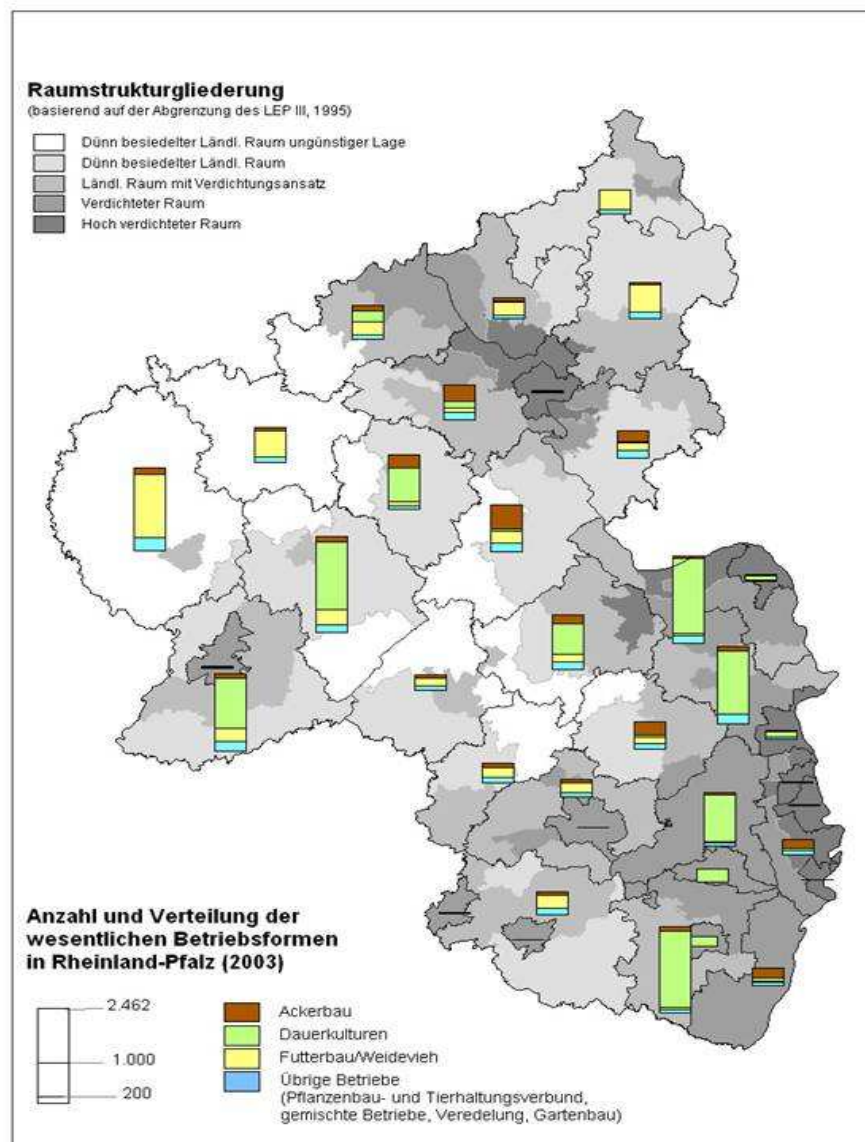 Raumstrukturgliederung
(basierend auf der Abgrenzung des LEP III, 1995)
Dünn besiedelter Ländl. Raum ungünstiger Lage
Dünn besiedelter Ländl. Raum
Ländl. Raum mit Verdichtungsansatz
Verdichteter Raum
Hoch verdichteter Raum
Anzahl und Verteilung der
wesentlichen Betriebsformen
in Rheinland-Pfalz (2003)
2.462
1.000
200
Ackerbau
Dauerkulturen
Futterbau/Weidevieh
Übrige Betriebe
(Pflanzenbau- und Tierhaltungsverbund,
gemischte Betriebe, Veredelung, Gartenbau)